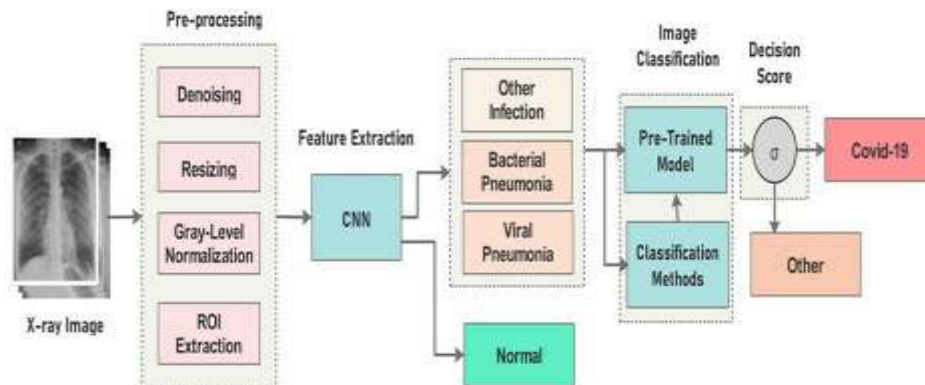 Pre-processing
Denoising
Resizing
Gray-Level
Normalization
ROI
Extraction
X-ray Image
Feature Extraction
CNN
Other
Infection
Bacterial
Pneumonia
Viral
Pneumonia
Normal
Image
Classification
Pre-Trained
Model
Classification
Methods
Decision
Score
σ
Covid-19
Other